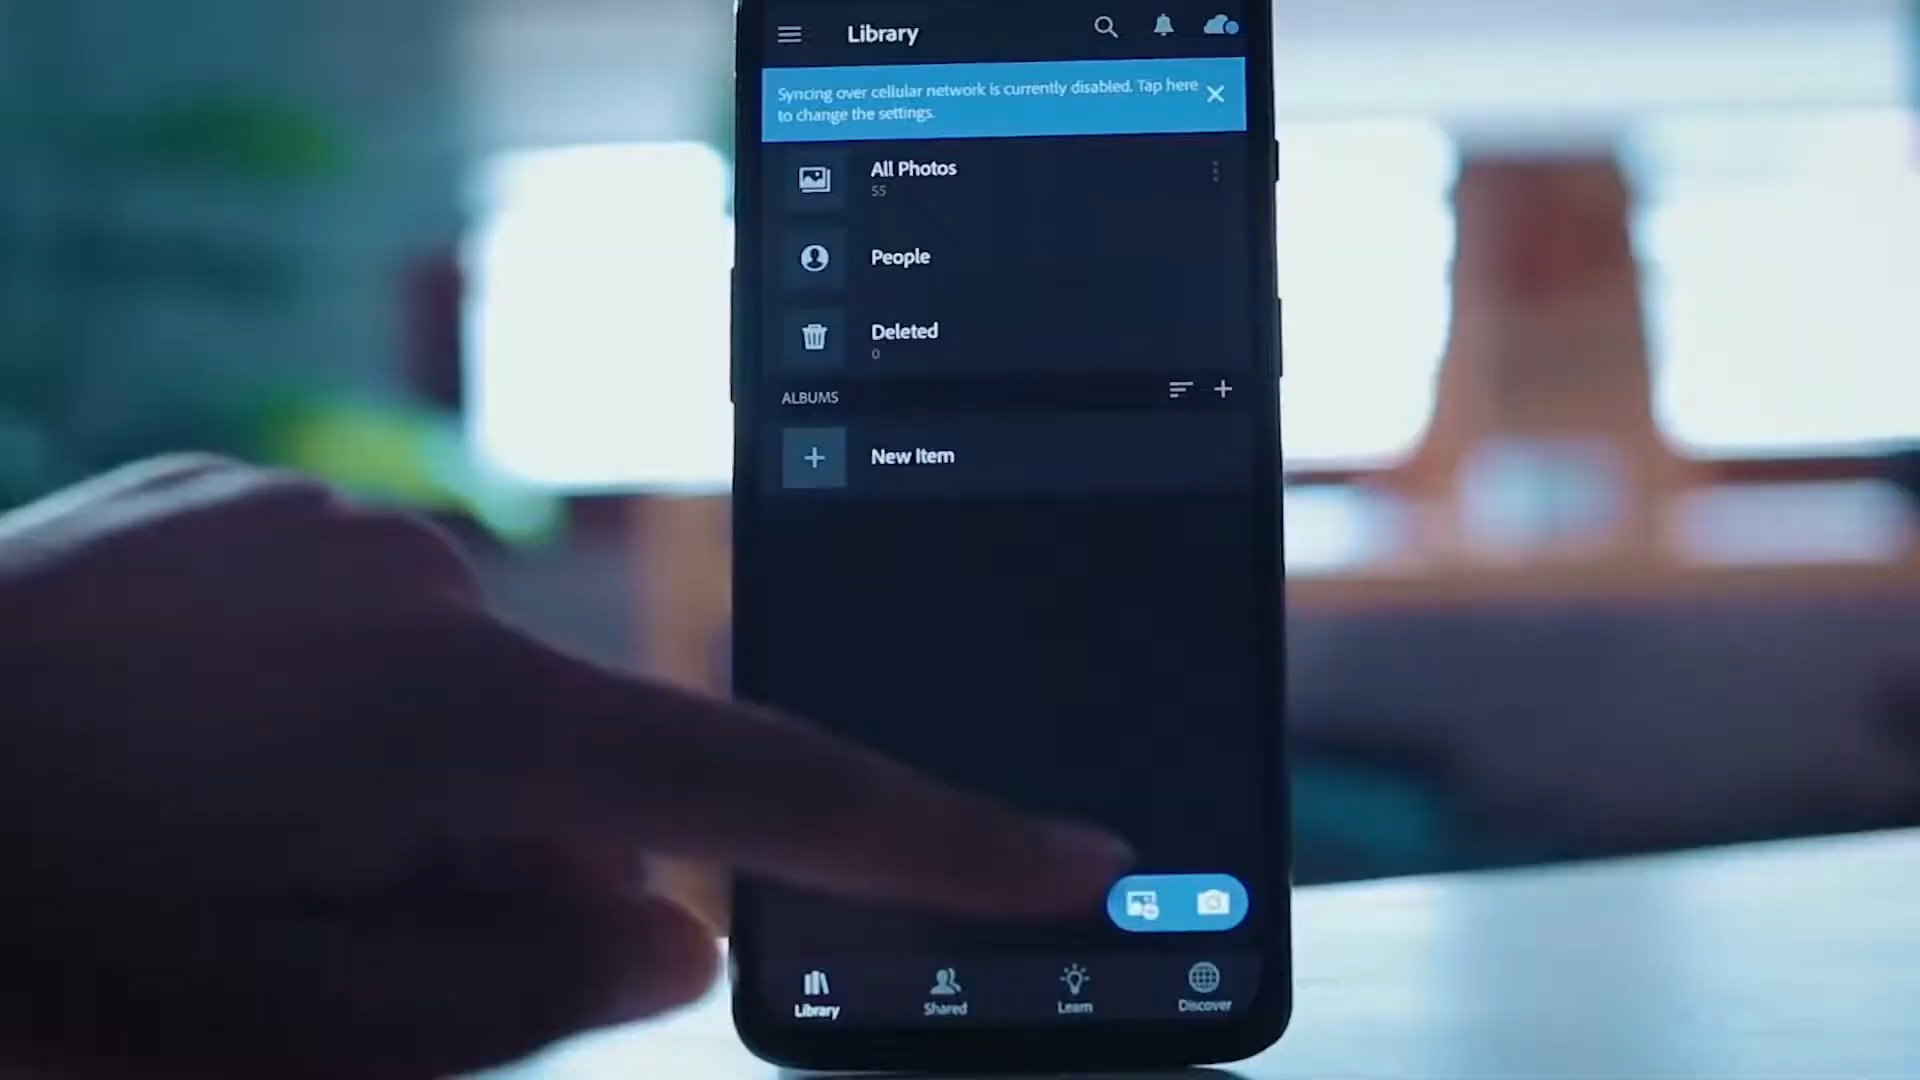 Library
Syncing over cellular network is currently disabled. Tap here
to change the settings.
All Photos
55
People
Deleted
0
ALBUMS
New Item
Library
Shared
Learn
Discover